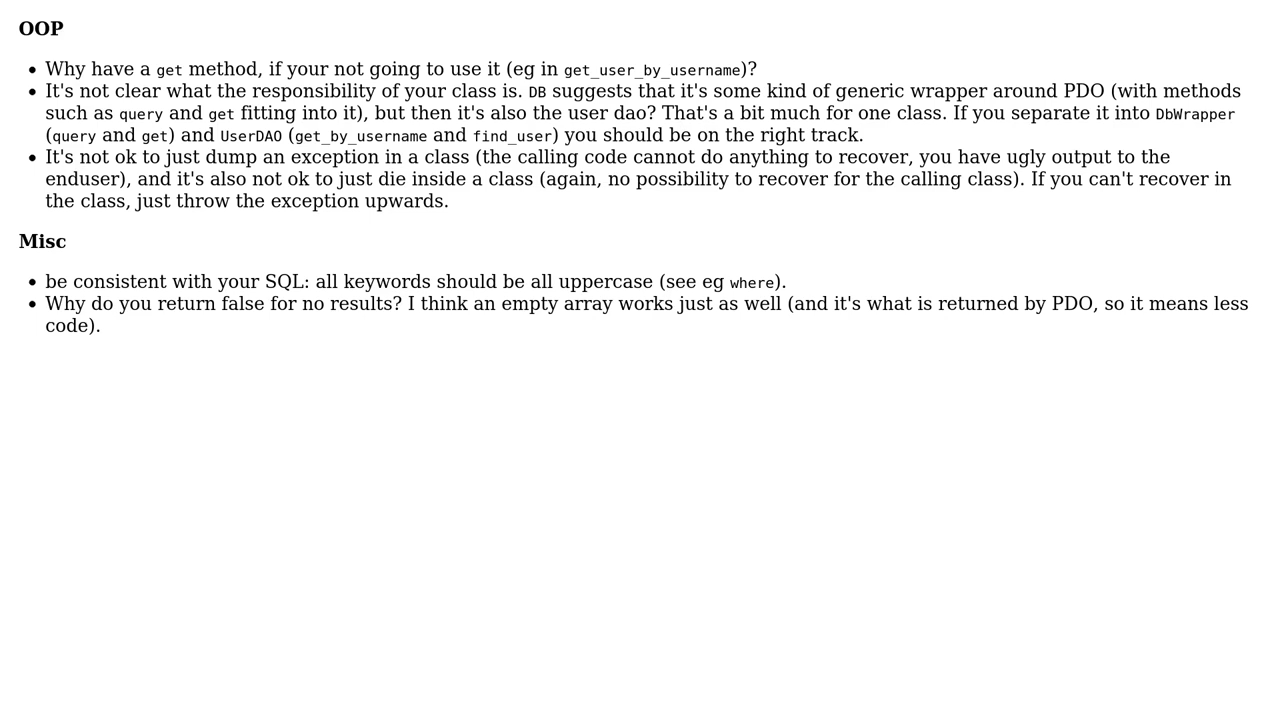 OOP
Why have a get method, if your not going to use it (eg in get_user_by_username)?
It's not clear what the responsibility of your class is. DB suggests that it's some kind of generic wrapper around PDO (with methods
such as query and get fitting into it), but then it's also the user dao? That's a bit much for one class. If you separate it into DbWrapper
(query and get) and UserDAO (get_by_username and find_user) you should be on the right track.
It's not ok to just dump an exception in a class (the calling code cannot do anything to recover, you have ugly output to the
enduser), and it's also not ok to just die inside a class (again, no possibility to recover for the calling class). If you can't recover in
the class, just throw the exception upwards.
Misc
be consistent with your SQL: all keywords should be all uppercase (see eg where).
Why do you return false for no results? I think an empty array works just as well (and it's what is returned by PDO, so it means less
code).